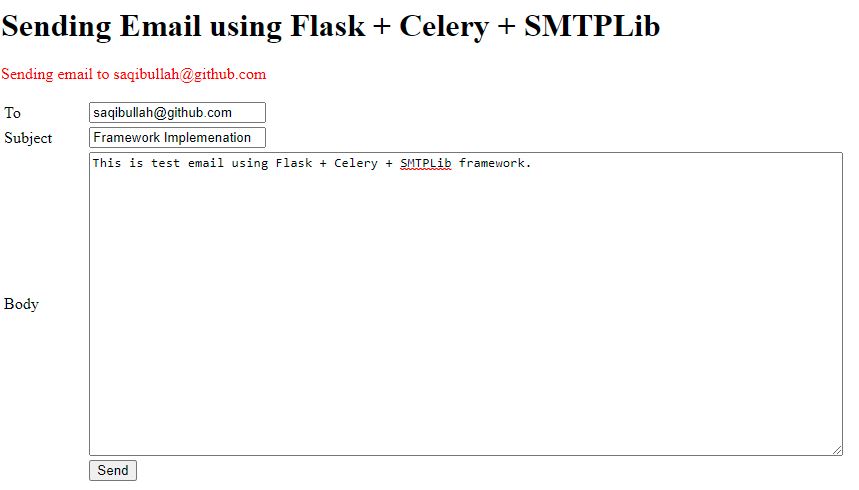 Sending Email using Flask + Celery + SMTPLib
Sending email to saqibullah@github.com
To saqibullah@github.com
Subject Framework Implemenation
This is test email using Flask + Celery + SMTPLib framework.
Body
Send